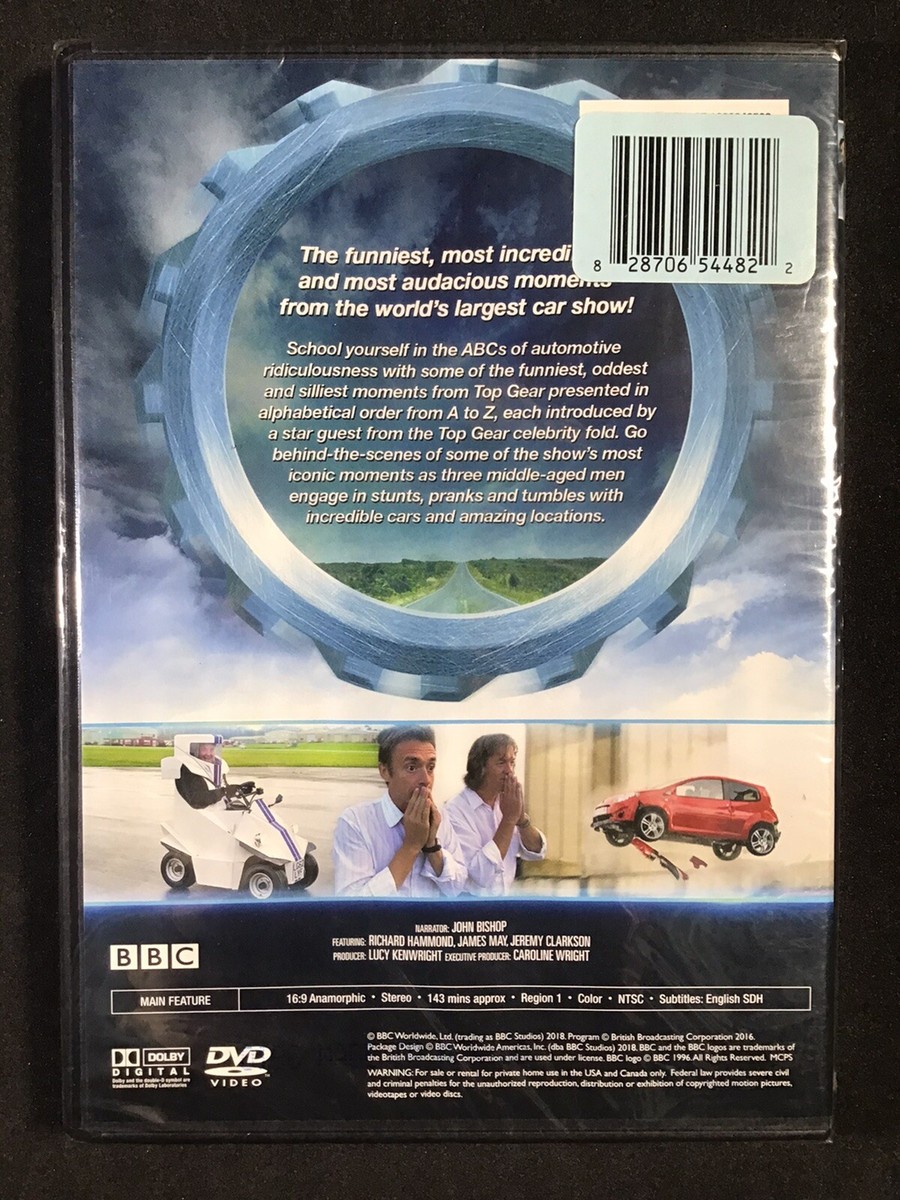 8 28706 54482 2
The funniest, most incredi
and most audacious moments
from the world's largest car show!
School yourself in the ABCs of automotive
ridiculousness with some of the funniest, oddest
and silliest moments from Top Gear presented in
alphabetical order from A to Z, each introduced by
a star guest from the Top Gear celebrity fold. Go
behind-the-scenes of some of the show's most
iconic moments as three middle-aged men
engage in stunts, pranks and tumbles with
incredible cars and amazing locations.
NARRATOR: JOHN BISHOP
FEATURING: RICHARD HAMMOND, JAMES MAY, JEREMY CLARKSON
PRODUCER: LUCY KENWRIGHT EXECUTIVE PRODUCER: CAROLINE WRIGHT
BBC
MAIN FEATURE 16:9 Anamorphic • Stereo • 143 mins approx • Region 1 • Color • NTSC • Subtitles: English SDH
DOLBY
DIGITAL
Dolby and the double-D symbol are
trademarks of Dolby Laboratories
DVD
VIDEO
© BBC Worldwide, Ltd. (trading as BBC Studios) 2018. Program © British Broadcasting Corporation 2016.
Package Design © BBC Worldwide Americas, Inc. (dba BBC Studios) 2018. BBC and the BBC logos are trademarks of
the British Broadcasting Corporation and are used under license. BBC logo © BBC 1996. All Rights Reserved. MCPS
WARNING: For sale or rental for private home use in the USA and Canada only. Federal law provides severe civil
and criminal penalties for the unauthorized reproduction, distribution or exhibition of copyrighted motion pictures,
videotapes or video discs.